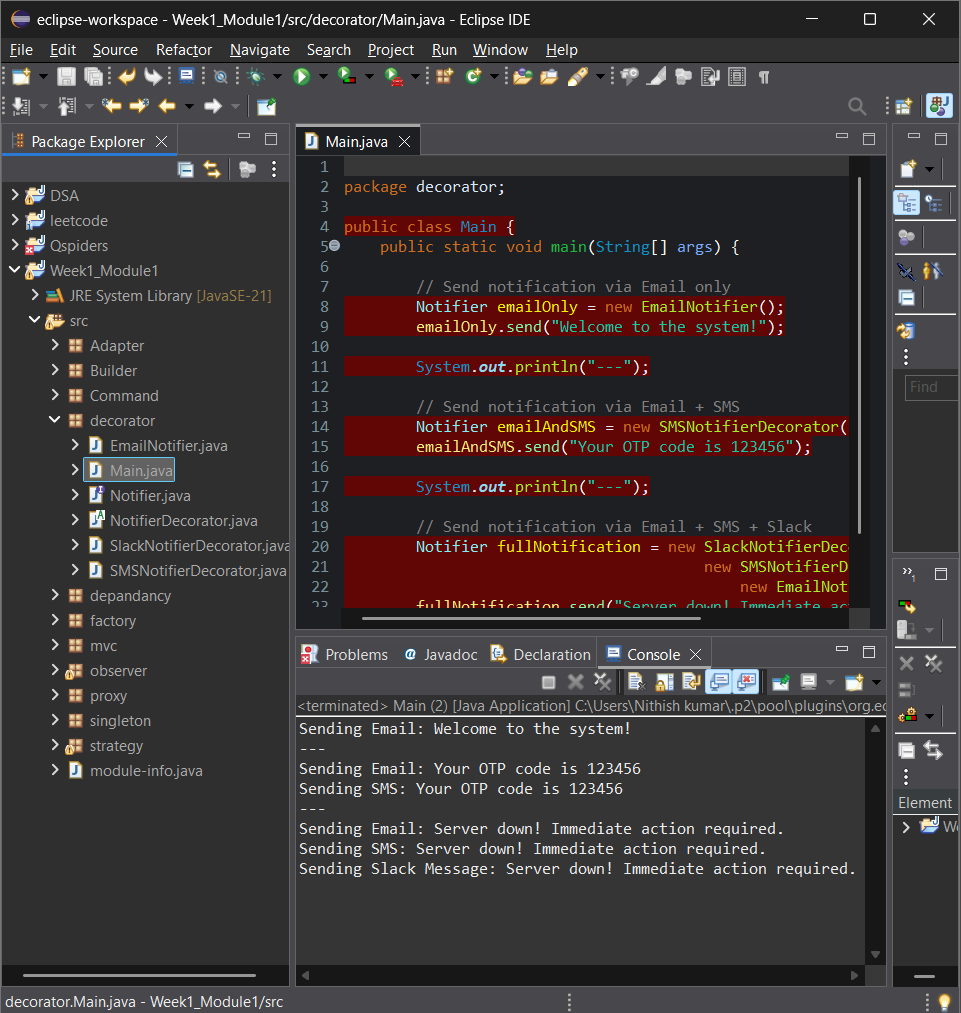 eclipse-workspace - Week1_Module1/src/decorator/Main.java - Eclipse IDE
File Edit Source Refactor Navigate Search Project Run Window Help
Package Explorer
DSA
leetcode
Qspiders
Week1_Module1
JRE System Library [JavaSE-21]
src
Adapter
Builder
Command
decorator
EmailNotifier.java
Main.java
Notifier.java
NotifierDecorator.java
SlackNotifierDecorator.java
SMSNotifierDecorator.java
depandancy
factory
mvc
observer
proxy
singleton
strategy
module-info.java
Main.java
1
2 package decorator;
3
4 public class Main {
5 public static void main(String[] args) {
6
7 // Send notification via Email only
8 Notifier emailOnly = new EmailNotifier();
9 emailOnly.send("Welcome to the system!");
10
11 System.out.println("---");
12
13 // Send notification via Email + SMS
14 Notifier emailAndSMS = new SMSNotifierDecorator(
15 emailAndSMS.send("Your OTP code is 123456");
16
17 System.out.println("---");
18
19 // Send notification via Email + SMS + Slack
20 Notifier fullNotification = new SlackNotifierDec
21 new SMSNotifierD
22 new EmailNot
23 fullNotification.send("Server down! Immediate ac
Find
Problems Javadoc Declaration Console
<terminated> Main (2) [Java Application] C:\Users\Nithish kumar\.p2\pool\plugins\org.ec
Sending Email: Welcome to the system!
---
Sending Email: Your OTP code is 123456
Sending SMS: Your OTP code is 123456
---
Sending Email: Server down! Immediate action required.
Sending SMS: Server down! Immediate action required.
Sending Slack Message: Server down! Immediate action required.
Element
We
decorator.Main.java - Week1_Module1/src